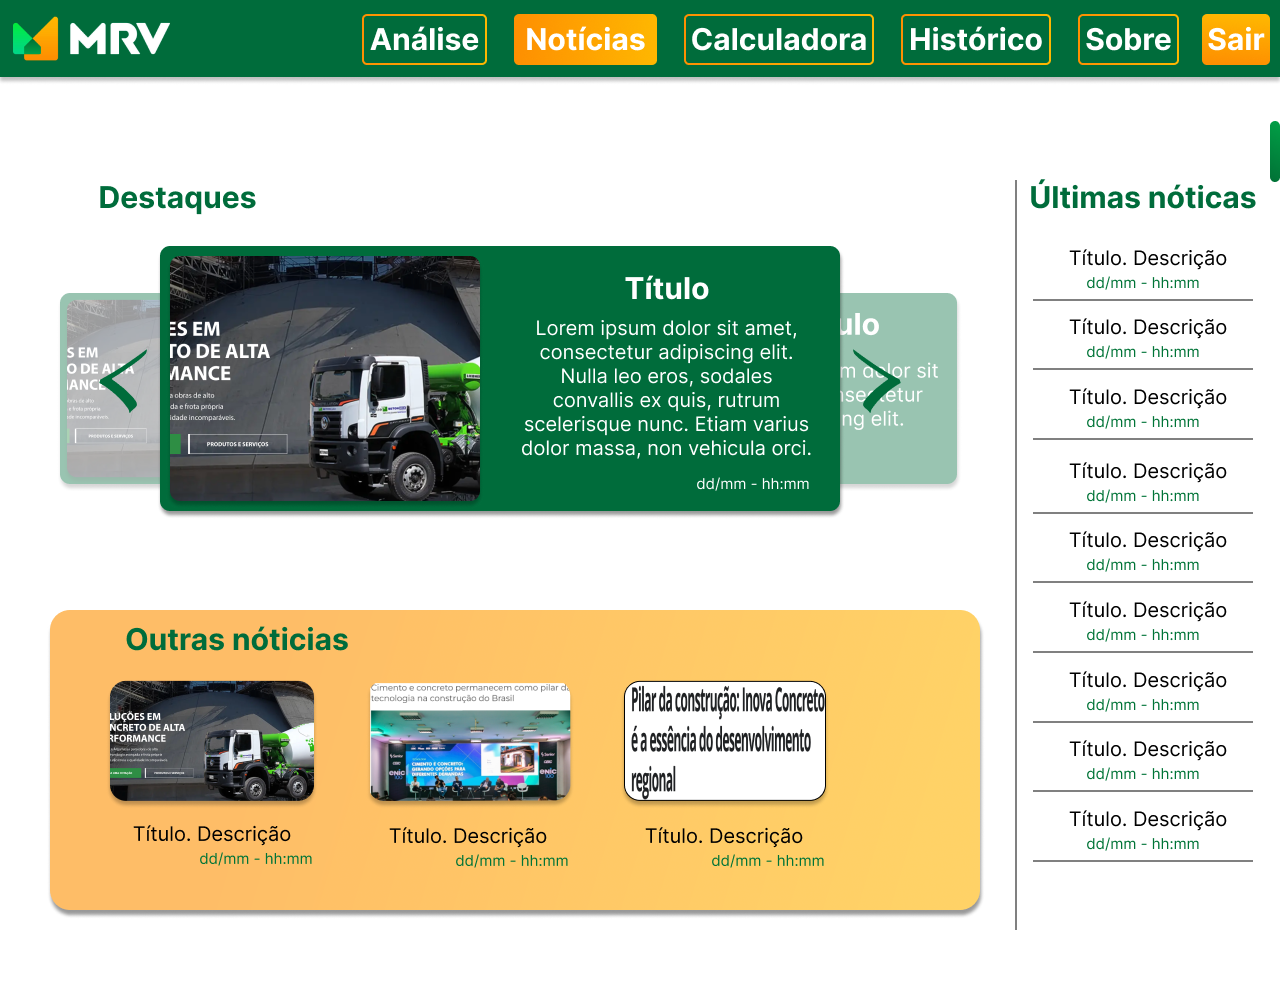 MRV
Análise
Notícias
Calculadora
Histórico
Sobre
Sair
Destaques
S EM
O DE ALTA
MANCE
PRODUTOS E SERVIÇOS
ES EM
TO DE ALTA
MANCE
a obras de alto
da e frota própria
idade incomparáveis.
PRODUTOS E SERVIÇOS
Título
Lorem ipsum dolor sit amet,
consectetur adipiscing elit.
Nulla leo eros, sodales
convallis ex quis, rutrum
scelerisque nunc. Etiam varius
dolor massa, non vehicula orci.
dd/mm - hh:mm
ulo
m dolor sit
nsectetur
ng elit.
Outras nóticias
LUÇÕES EM
NCRETO DE ALTA
RFORMANCE
Título. Descrição
dd/mm - hh:mm
Cimento e concreto permanecem como pilar da
tecnologia na construção do Brasil
CIMENTO E CONCRETO:
GERANDO OPÇÕES PARA
DIFERENTES DEMANDAS
enic
Título. Descrição
dd/mm - hh:mm
Pilar da construção: Inova Concreto
é a essência do desenvolvimento
regional
Título. Descrição
dd/mm - hh:mm
Últimas nóticas
Título. Descrição
dd/mm - hh:mm
Título. Descrição
dd/mm - hh:mm
Título. Descrição
dd/mm - hh:mm
Título. Descrição
dd/mm - hh:mm
Título. Descrição
dd/mm - hh:mm
Título. Descrição
dd/mm - hh:mm
Título. Descrição
dd/mm - hh:mm
Título. Descrição
dd/mm - hh:mm
Título. Descrição
dd/mm - hh:mm